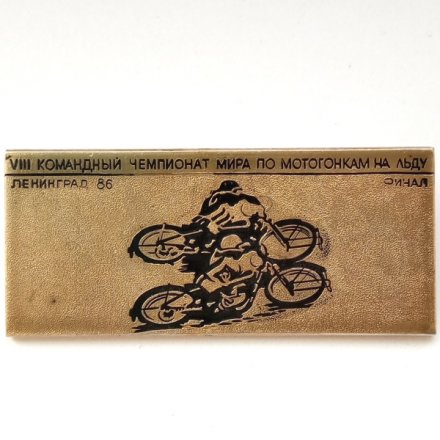 VIII КОМАНДНЫЙ ЧЕМПИОНАТ МИРА ПО МОТОГОНКАМ НА ЛЬДУ
ЛЕНИНГРАД 86 ФИНАЛ